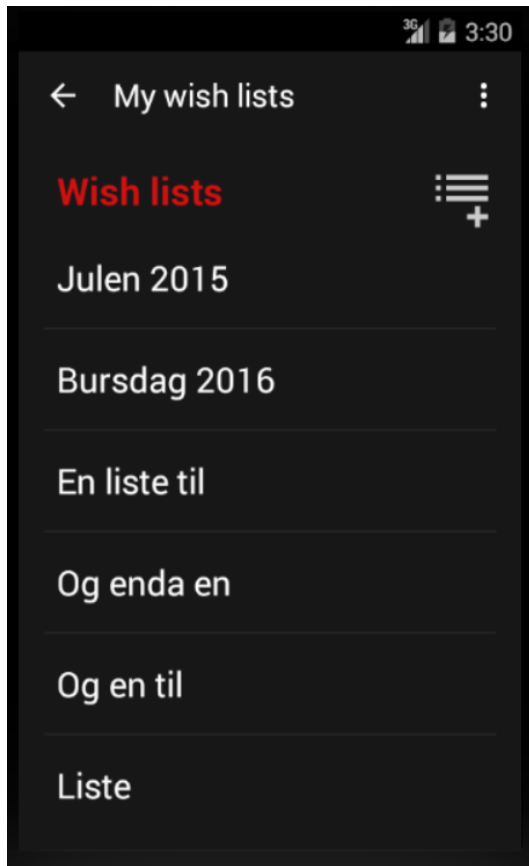 3G 3:30
My wish lists
Wish lists
Julen 2015
Bursdag 2016
En liste til
Og enda en
Og en til
Liste